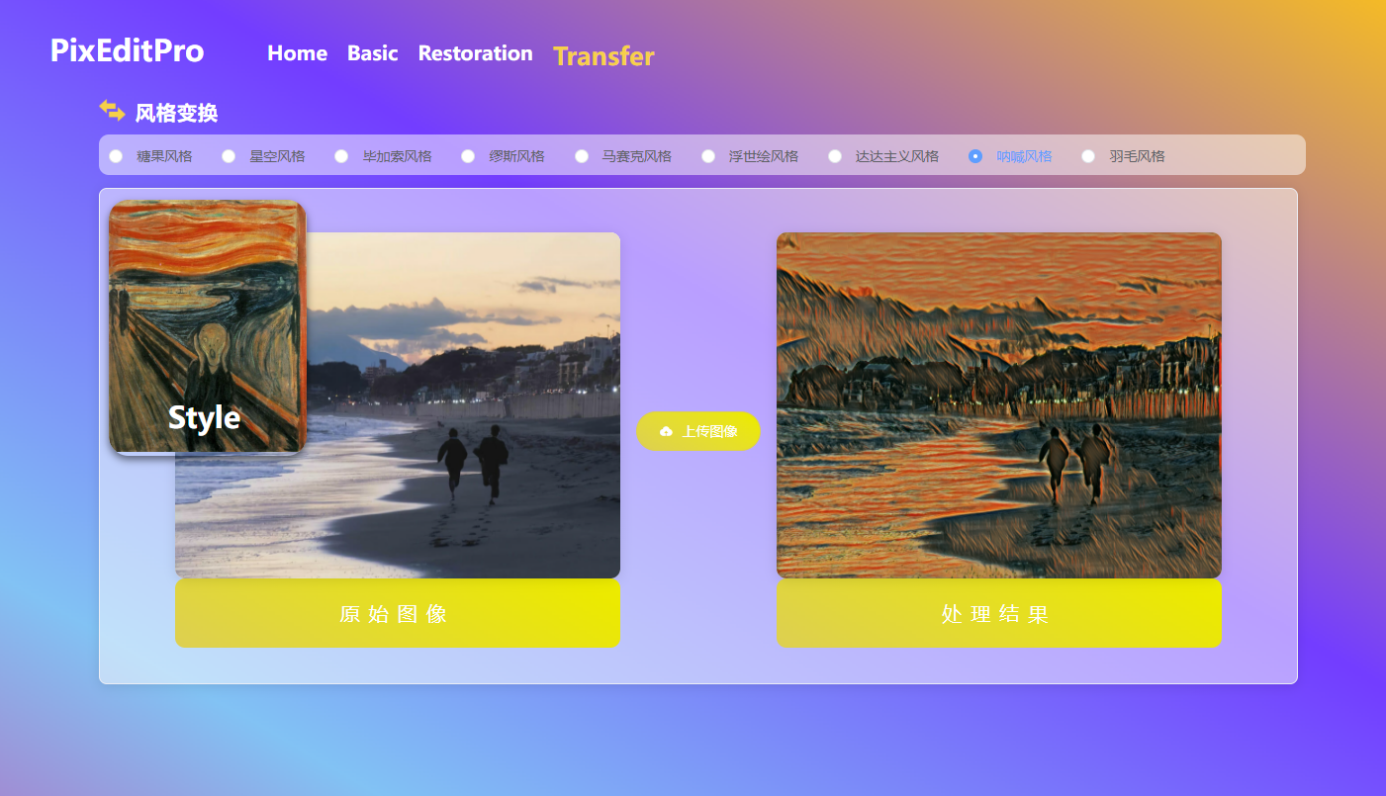 PixEditPro Home Basic Restoration Transfer
风格变换
糖果风格 星空风格 毕加索风格 缪斯风格 马赛克风格 浮世绘风格 达达主义风格 呐喊风格 羽毛风格
Style
上传图像
原始图像 处理结果